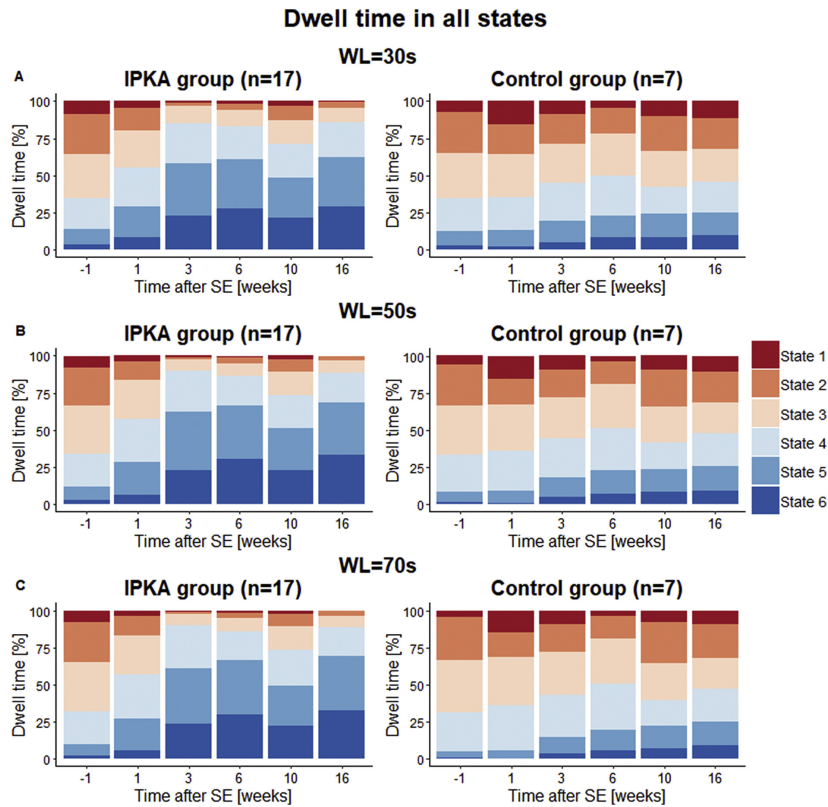 Dwell time in all states
WL=30s
A
IPKA group (n=17)
Control group (n=7)
Dwell time [%]
100
75
50
25
0
-1 1 3 6 10 16
Time after SE [weeks]
Dwell time [%]
100
75
50
25
0
-1 1 3 6 10 16
Time after SE [weeks]
WL=50s
B
IPKA group (n=17)
Control group (n=7)
Dwell time [%]
100
75
50
25
0
-1 1 3 6 10 16
Time after SE [weeks]
Dwell time [%]
100
75
50
25
0
-1 1 3 6 10 16
Time after SE [weeks]
State 1
State 2
State 3
State 4
State 5
State 6
WL=70s
C
IPKA group (n=17)
Control group (n=7)
Dwell time [%]
100
75
50
25
0
-1 1 3 6 10 16
Time after SE [weeks]
Dwell time [%]
100
75
50
25
0
-1 1 3 6 10 16
Time after SE [weeks]